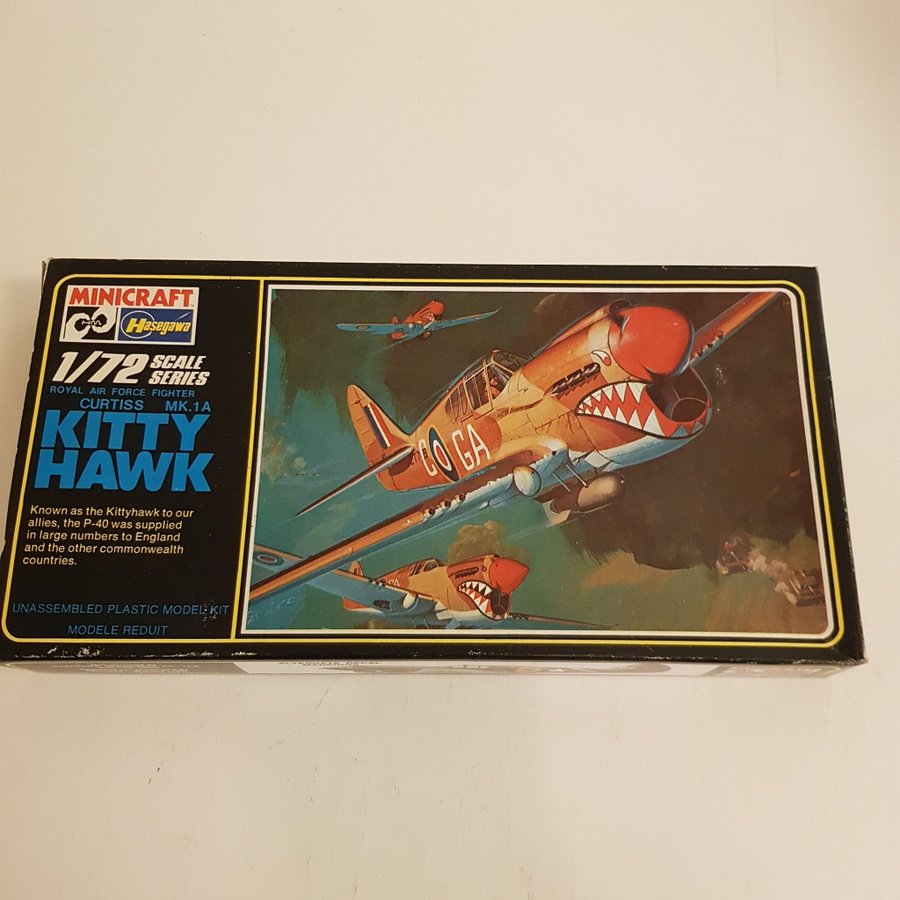 MINICRAFT
HM
Hasegawa
1/72 SCALE SERIES
ROYAL AIR FORCE FIGHTER
CURTISS MK.1A
KITTY
HAWK
Known as the Kittyhawk to our
allies, the P-40 was supplied
in large numbers to England
and the other commonwealth
countries.
UNASSEMBLED PLASTIC MODEL KIT
MODELE REDUIT
C GA
GA